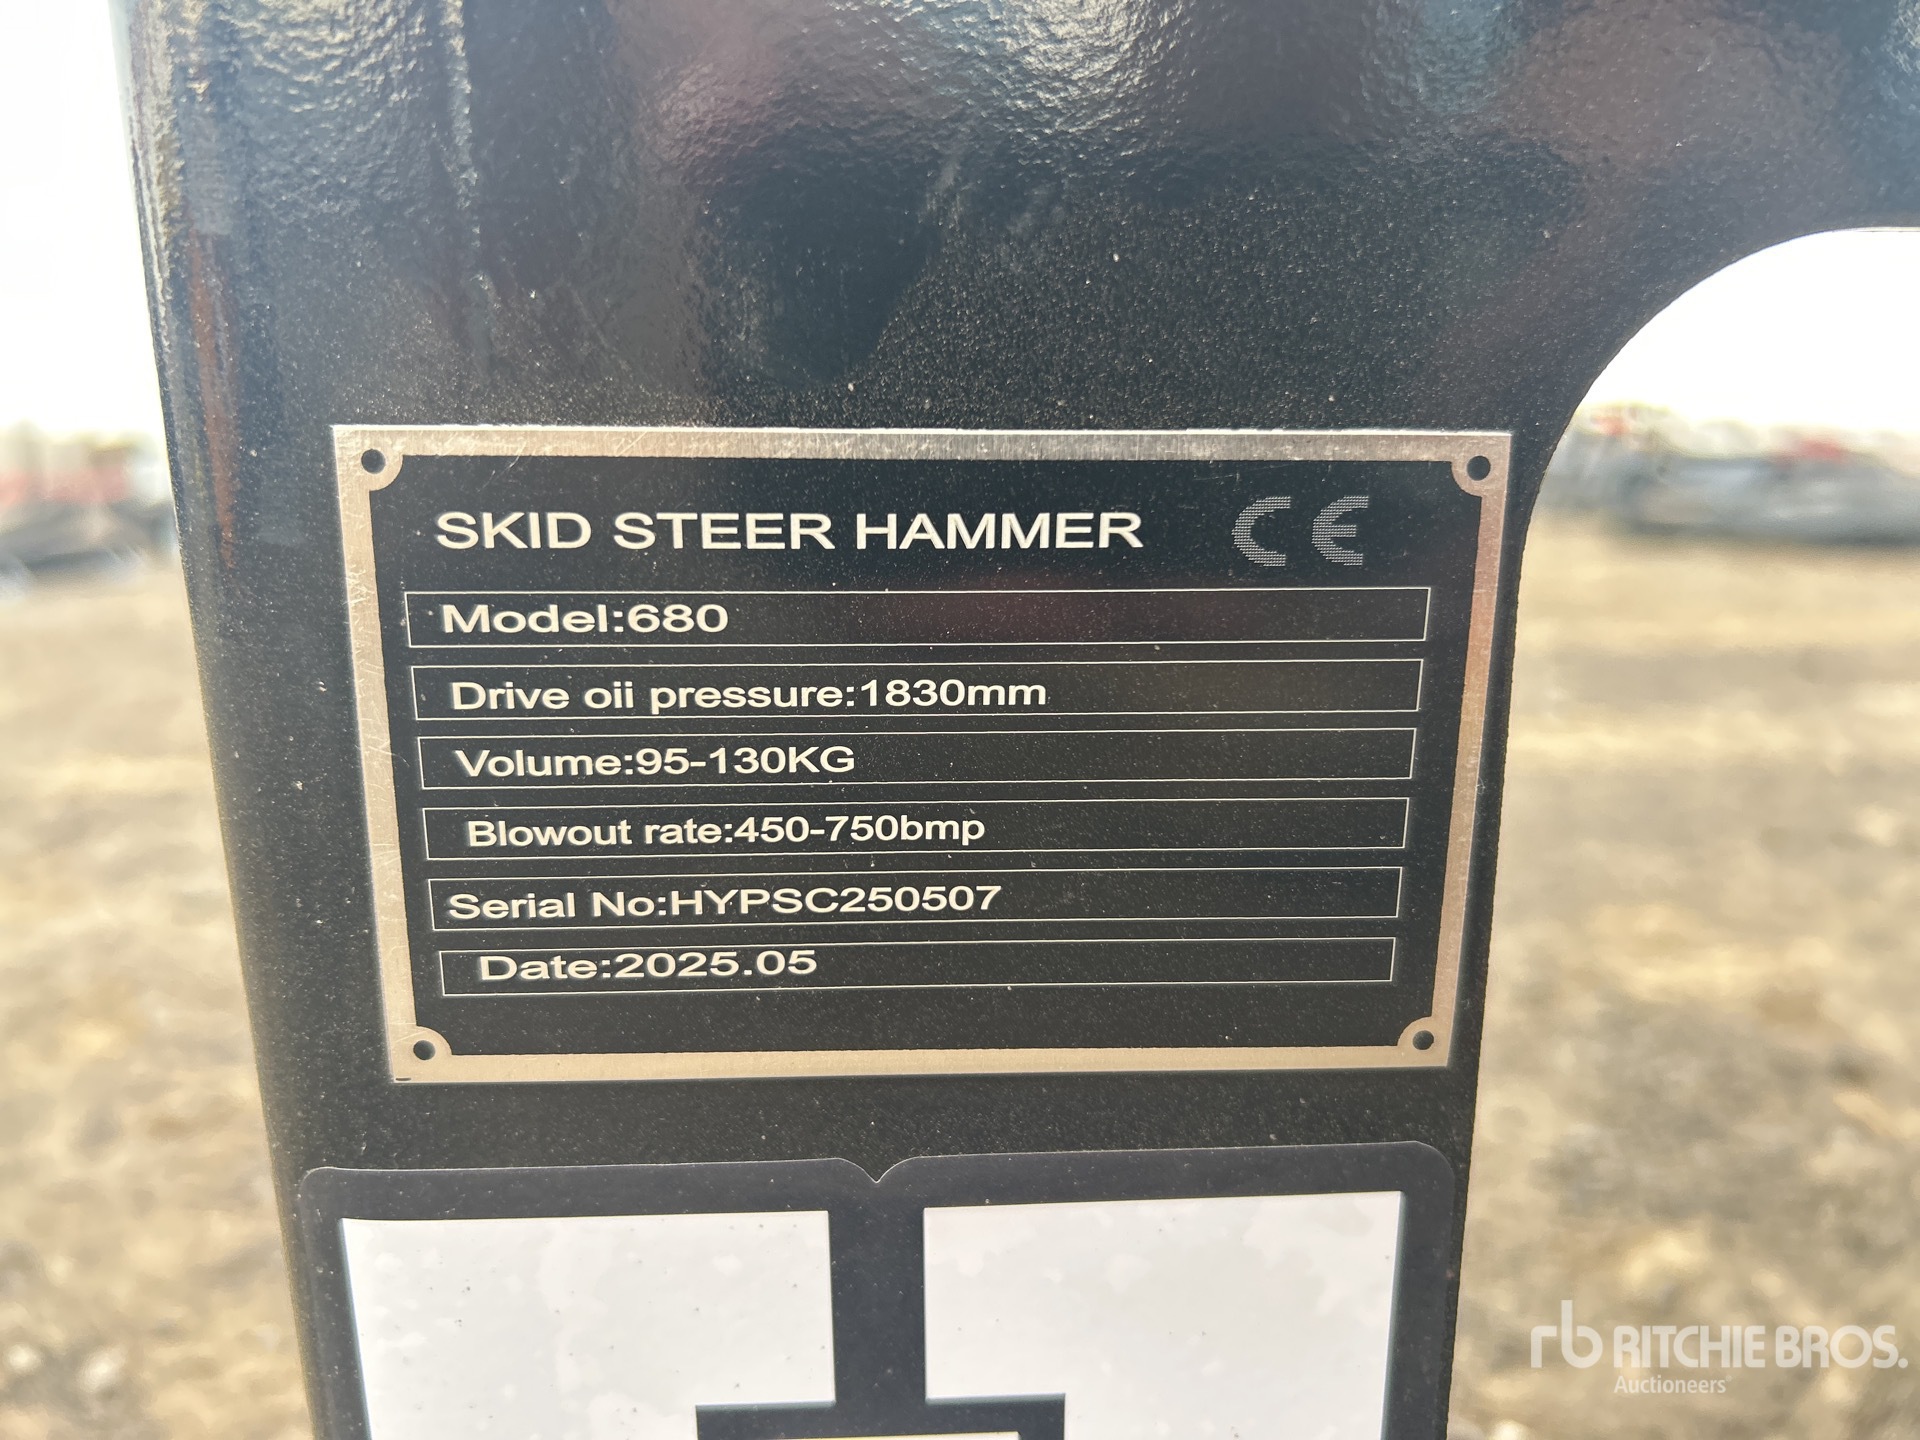 SKID STEER HAMMER CE
Model:680
Drive oii pressure:1830mm
Volume:95-130KG
Blowout rate:450-750bmp
Serial No:HYPSC250507
Date:2025.05
rb RITCHIE BROS.
Auctioneers